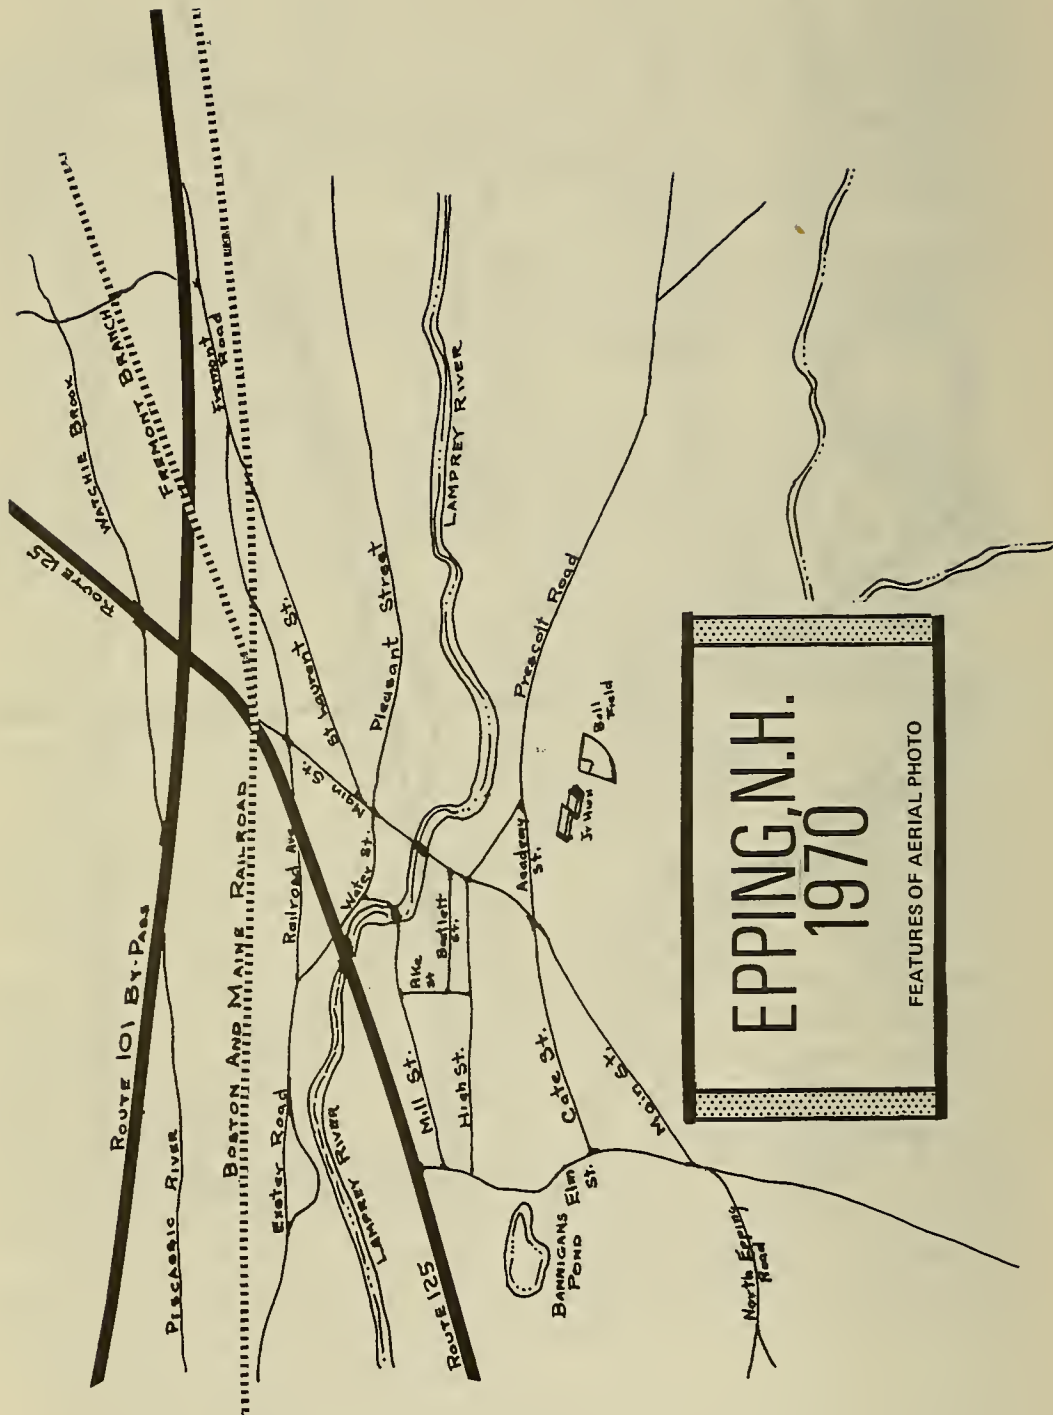 WATCHIE BROOK
FREMONT BRANCH
Fremont
Road
ROUTE 125
ROUTE 101 BY-PASS
PISCASSIC RIVER
BOSTON AND MAINE RAILROAD
St Laurent St.
Main St.
Railroad Ave
Exeter Road
Pleasant Street
Water St.
LAMPREY RIVER
LAMPREY RIVER
ROUTE 125
Mill St.
High St.
Bartlett
St.
Cate St.
Main St.
Elm
St.
BANNIGANS
POND
North Epping
Road
Prescott Road
Academy
St.
Jr High
Ball
Field
EPPING, N.H.
1970
FEATURES OF AERIAL PHOTO